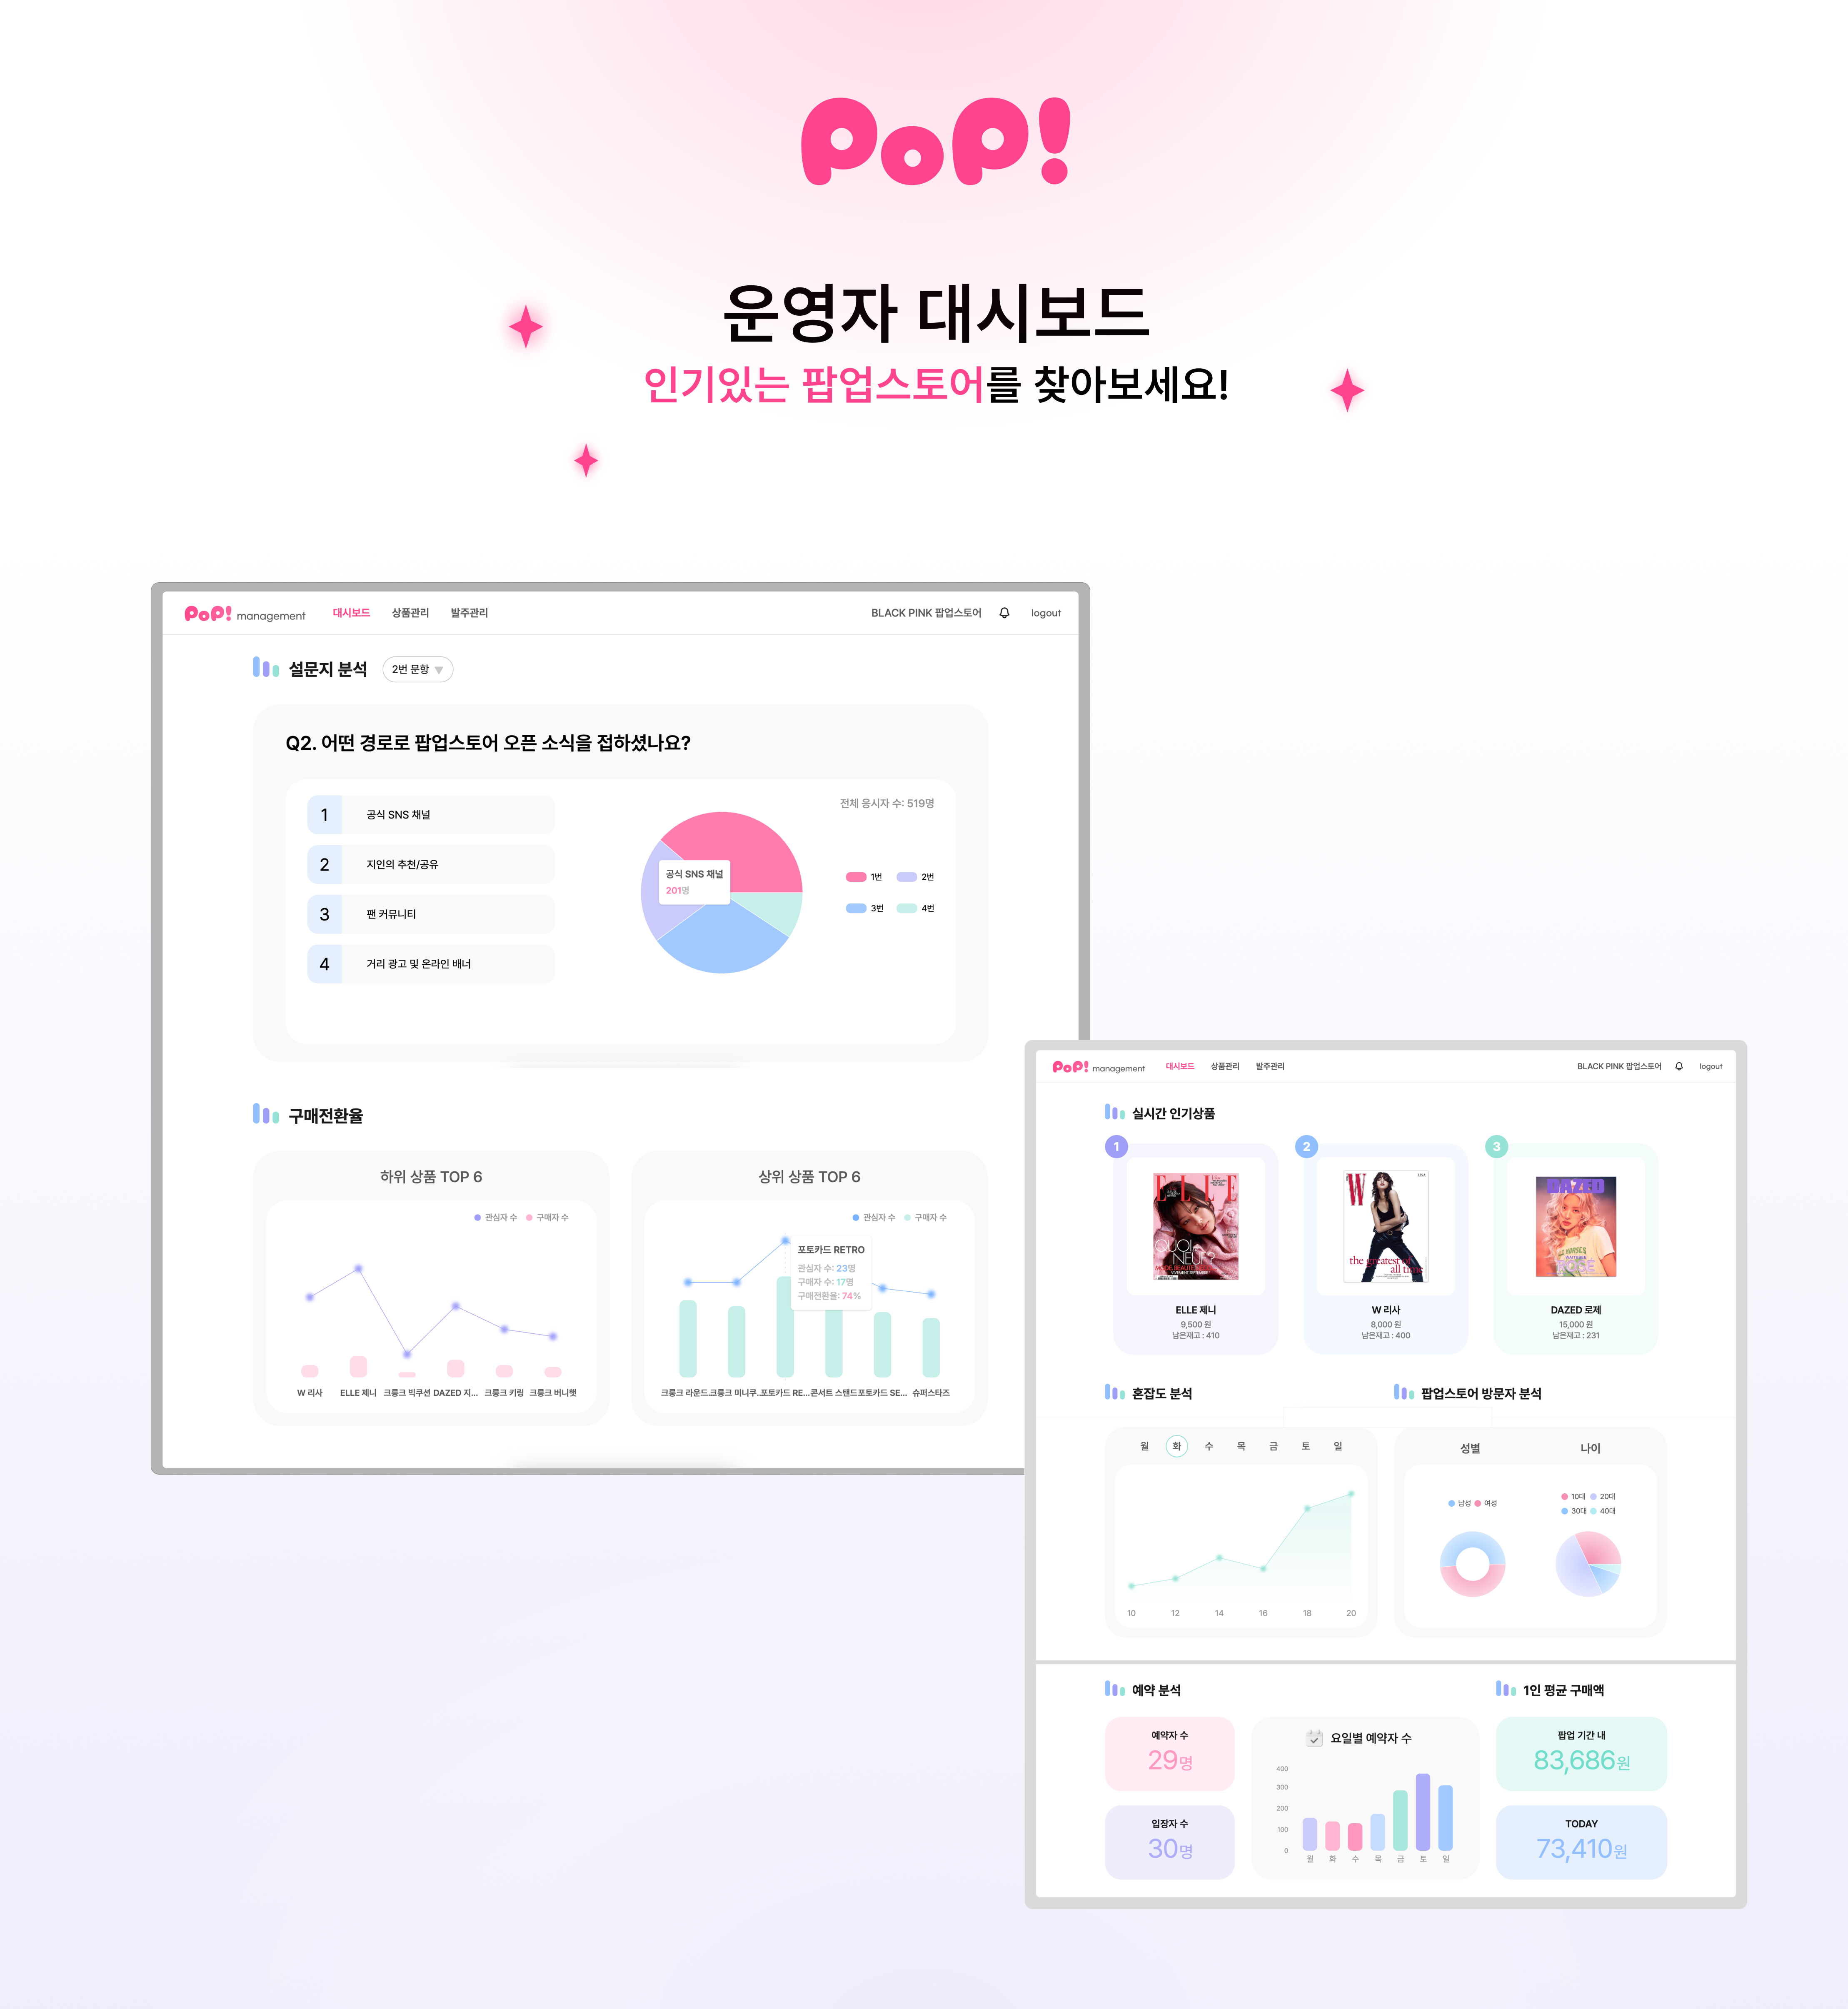 PoP!
운영자 대시보드
인기있는 팝업스토어를 찾아보세요!
PoP! management 대시보드 상품관리 발주관리 BLACK PINK 팝업스토어 logout
설문지 분석 2번 문항
Q2. 어떤 경로로 팝업스토어 오픈 소식을 접하셨나요?
전체 응시자 수: 519명
1 공식 SNS 채널
2 지인의 추천/공유
3 팬 커뮤니티
4 거리 광고 및 온라인 배너
공식 SNS 채널
201명
1번 2번
3번 4번
구매전환율
하위 상품 TOP 6
관심자 수 구매자 수
W 리사 ELLE 제니 크룽크 빅쿠션 DAZED 지... 크룽크 키링 크룽크 버니햇
상위 상품 TOP 6
관심자 수 구매자 수
포토카드 RETRO
관심자 수: 23명
구매자 수: 17명
구매전환율: 74%
크룽크 라운드... 크룽크 미니쿠... 포토카드 RE... 콘서트 스탠드 포토카드 SE... 슈퍼스타즈
PoP! management 대시보드 상품관리 발주관리 BLACK PINK 팝업스토어 logout
실시간 인기상품
1 2 3
ELLE
QUOI
NEUF?
W
the greatest of
all time
DAZED
ELLE 제니 W 리사 DAZED 로제
9,500 원 8,000 원 15,000 원
남은재고 : 410 남은재고 : 400 남은재고 : 231
혼잡도 분석
월 화 수 목 금 토 일
10 12 14 16 18 20
팝업스토어 방문자 분석
성별 나이
남성 여성
10대 20대
30대 40대
예약 분석
예약자 수
29명
입장자 수
30명
요일별 예약자 수
400
300
200
100
0
월 화 수 목 금 토 일
1인 평균 구매액
팝업 기간 내
83,686원
TODAY
73,410원